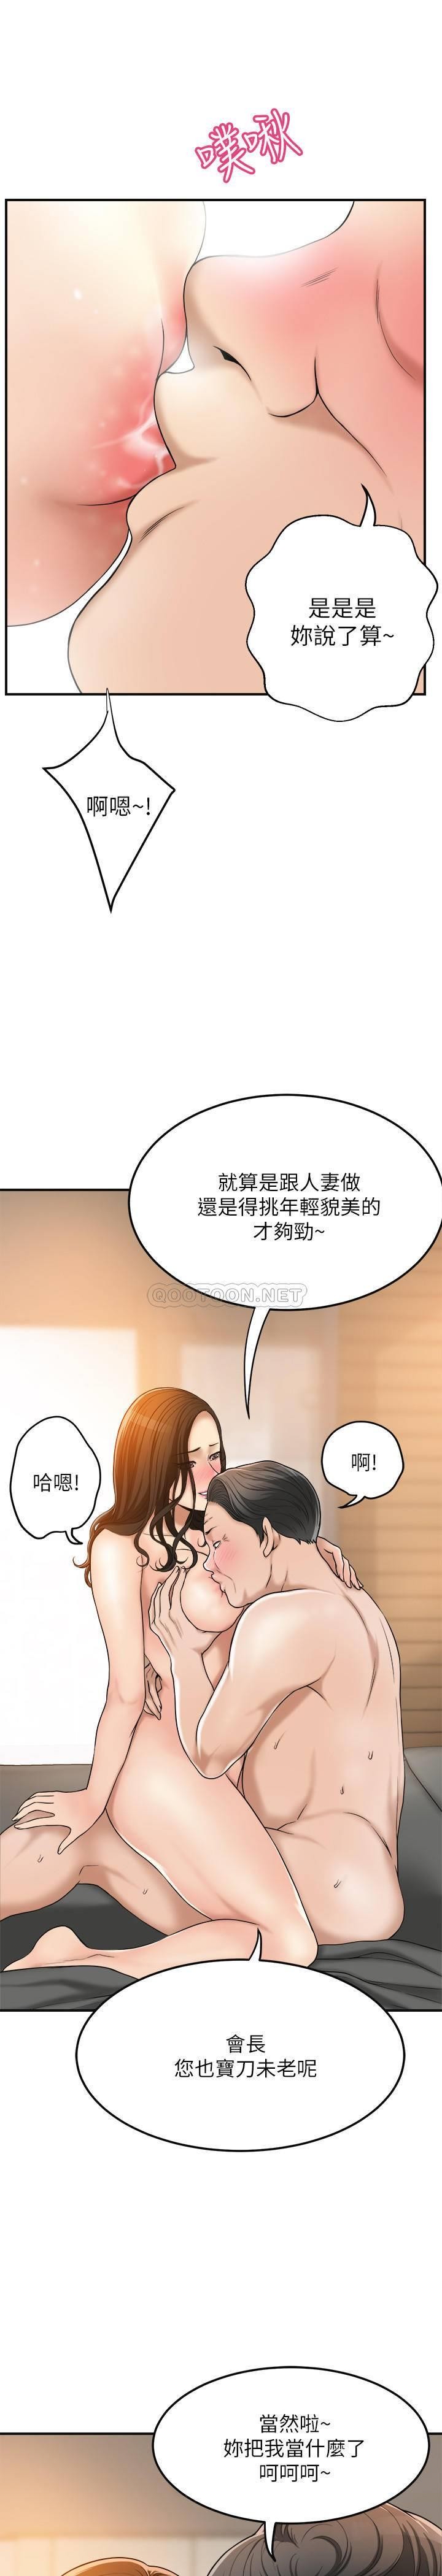 噗啾
是是是
妳說了算~
啊嗯~!
就算是跟人妻做
還是得挑年輕貌美的
才夠勁~
QOOTOON.NET
啊!
哈嗯!
會長
您也寶刀未老呢
當然啦~
妳把我當什麼了
呵呵呵~